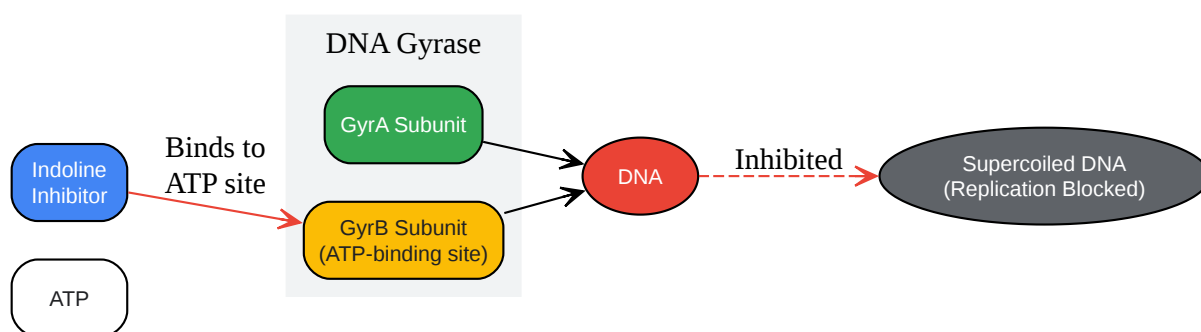 DNA Gyrase
GyrA Subunit
Binds to
ATP site
Indoline
Inhibitor
GyrB Subunit
(ATP-binding site)
ATP
DNA
Inhibited
Supercoiled DNA
(Replication Blocked)